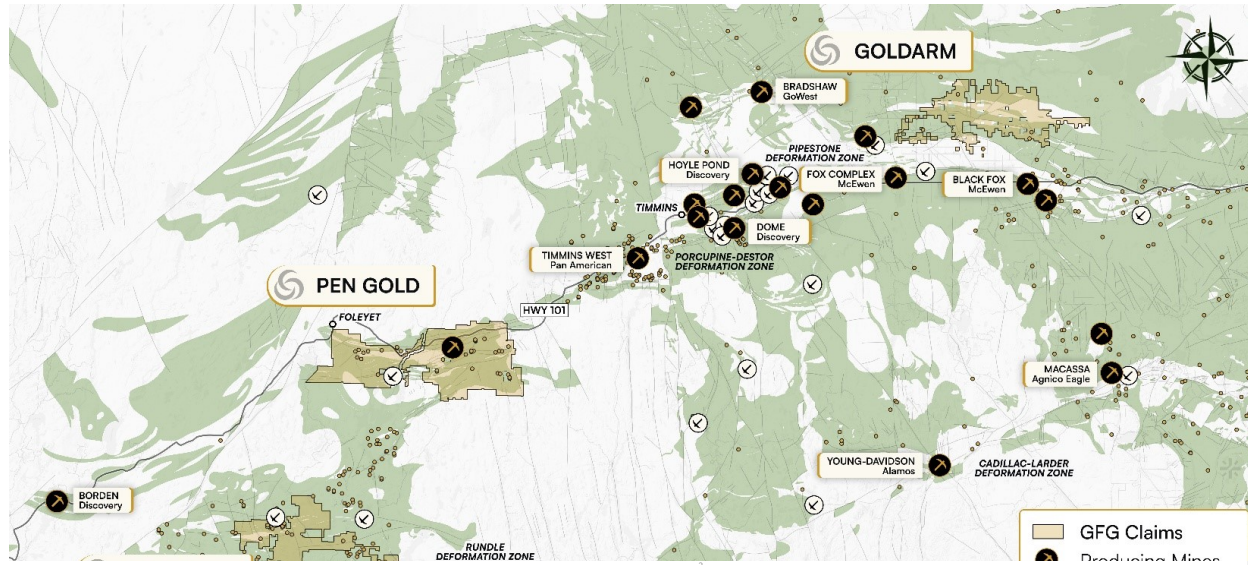 GOLDARM
BRADSHAW
GoWest
PIPESTONE
DEFORMATION ZONE
HOYLE POND
Discovery
FOX COMPLEX
McEwen
BLACK FOX
McEwen
TIMMINS
DOME
Discovery
TIMMINS WEST
Pan American
PORCUPINE-DESTOR
DEFORMATION ZONE
PEN GOLD
HWY 101
FOLEYET
MACASSA
Agnico Eagle
YOUNG-DAVIDSON
Alamos
CADILLAC-LARDER
DEFORMATION ZONE
BORDEN
Discovery
RUNDLE
DEFORMATION ZONE
GFG Claims
Producing Mines